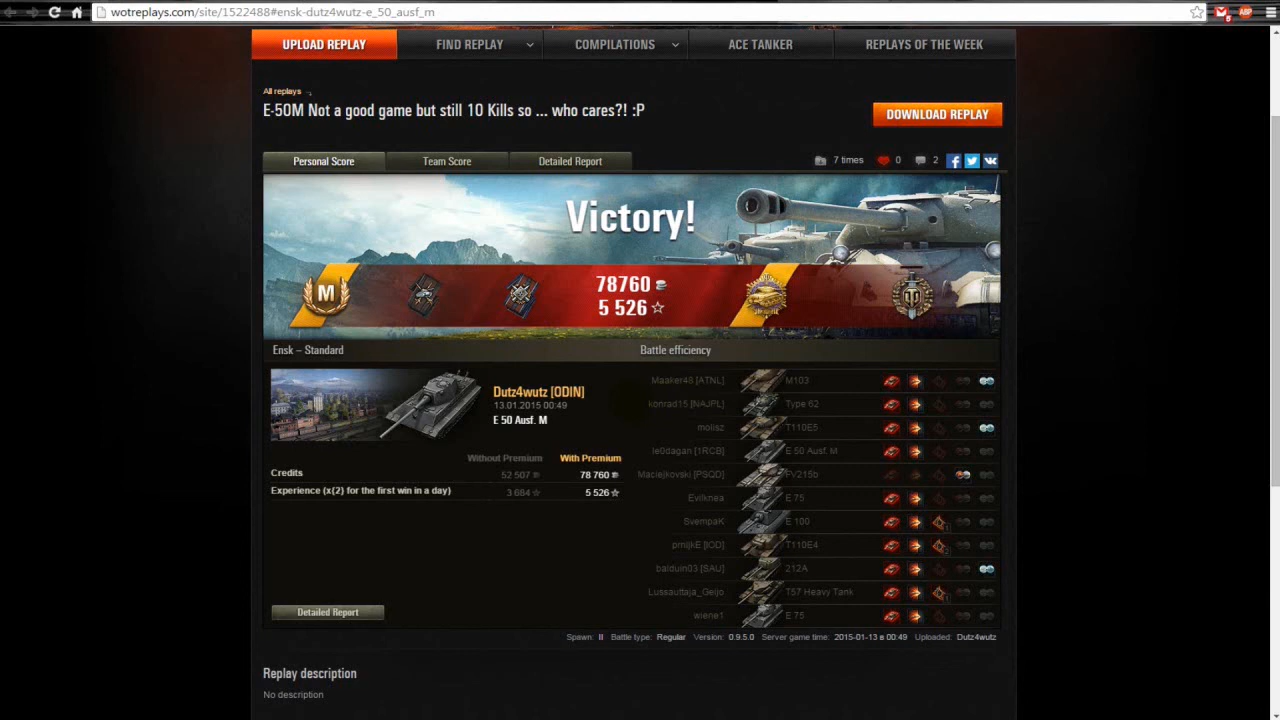 wotreplays.com/site/1522488#ensk-dutz4wutz-e_50_ausf_m
UPLOAD REPLAY FIND REPLAY COMPILATIONS ACE TANKER REPLAYS OF THE WEEK
All replays
E-50M Not a good game but still 10 Kills so ... who cares?! :P
DOWNLOAD REPLAY
Personal Score Team Score Detailed Report 7 times 0 2
Victory!
M
78760
5 526
Ensk – Standard Battle efficiency
Dutz4wutz [ODIN]
13.01.2015 00:49
E 50 Ausf. M
Without Premium With Premium
Credits 52 507 78 760
Experience (x(2) for the first win in a day) 3 684 5 526
Maaker48 [ATNL] M103
konrad15 [NAJPL] Type 62
molisz T110E5
le0dagan [1RCB] E 50 Ausf. M
Maciejkovski [PSQD] FV215b
Evilknea E 75
SvempaK E 100
prnijkE [IOD] T110E4
balduin03 [SAU] 212A
Lussauttaja_Geijo T57 Heavy Tank
wiene1 E 75
Detailed Report
Spawn: II Battle type: Regular Version: 0.9.5.0 Server game time: 2015-01-13 в 00:49 Uploaded: Dutz4wutz
Replay description
No description